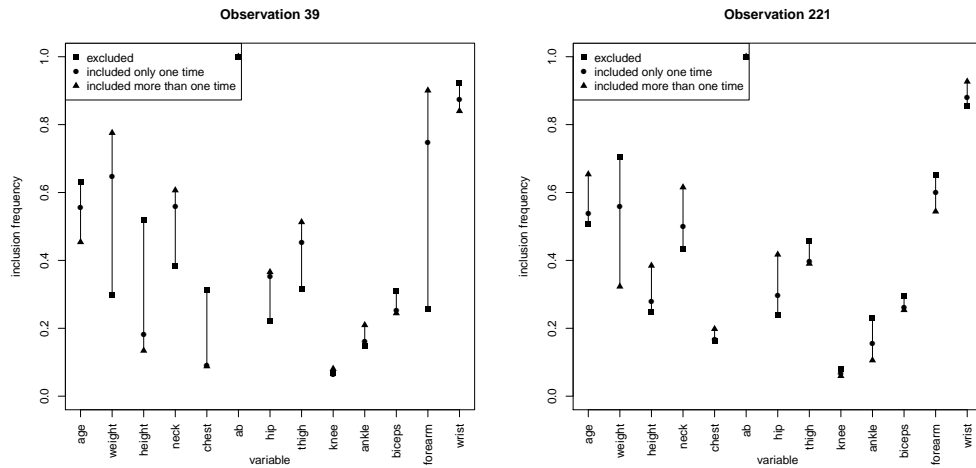 Observation 39
excluded
included only one time
included more than one time
inclusion frequency
0.0
0.2
0.4
0.6
0.8
1.0
age
weight
height
neck
chest
ab
hip
thigh
knee
ankle
biceps
forearm
wrist
variable
Observation 221
excluded
included only one time
included more than one time
inclusion frequency
0.0
0.2
0.4
0.6
0.8
1.0
age
weight
height
neck
chest
ab
hip
thigh
knee
ankle
biceps
forearm
wrist
variable